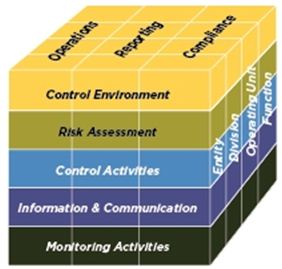 Operations
Reporting
Compliance
Control Environment
Risk Assessment
Control Activities
Information & Communication
Monitoring Activities
Entity
Division
Operating Unit
Function